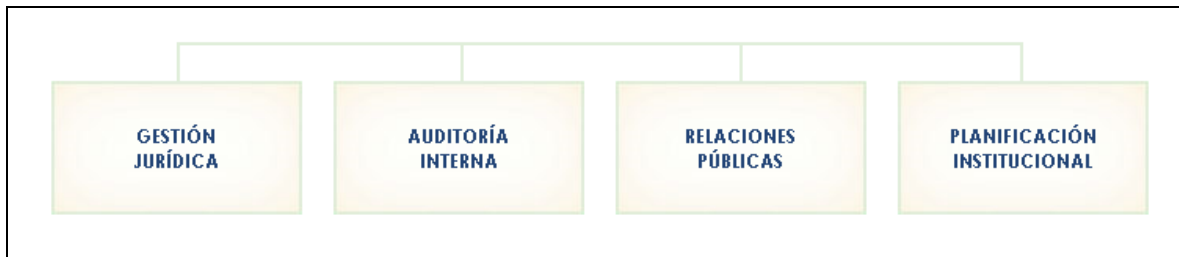 GESTIÓN
JURÍDICA
AUDITORÍA
INTERNA
RELACIONES
PÚBLICAS
PLANIFICACIÓN
INSTITUCIONAL